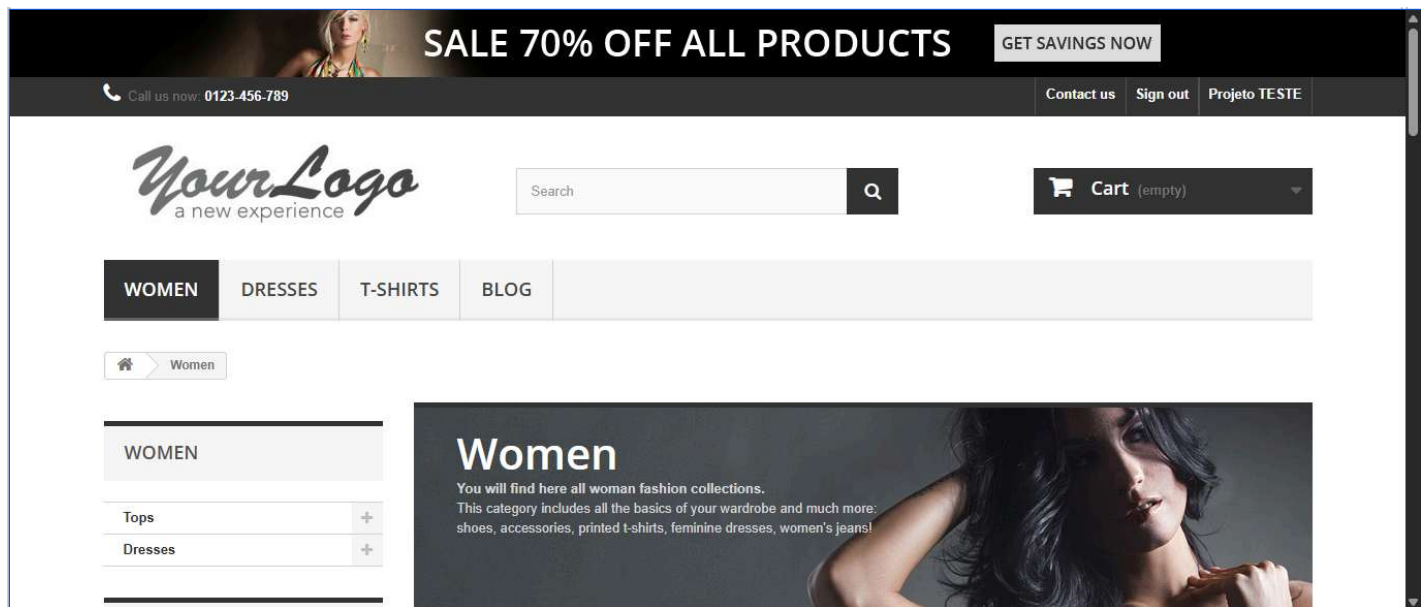 SALE 70% OFF ALL PRODUCTS GET SAVINGS NOW
Call us now: 0123-456-789 Contact us Sign out Projeto TESTE
YourLogo
a new experience
Search
Cart (empty)
WOMEN DRESSES T-SHIRTS BLOG
Women
WOMEN
Tops
Dresses
Women
You will find here all woman fashion collections.
This category includes all the basics of your wardrobe and much more:
shoes, accessories, printed t-shirts, feminine dresses, women's jeans!